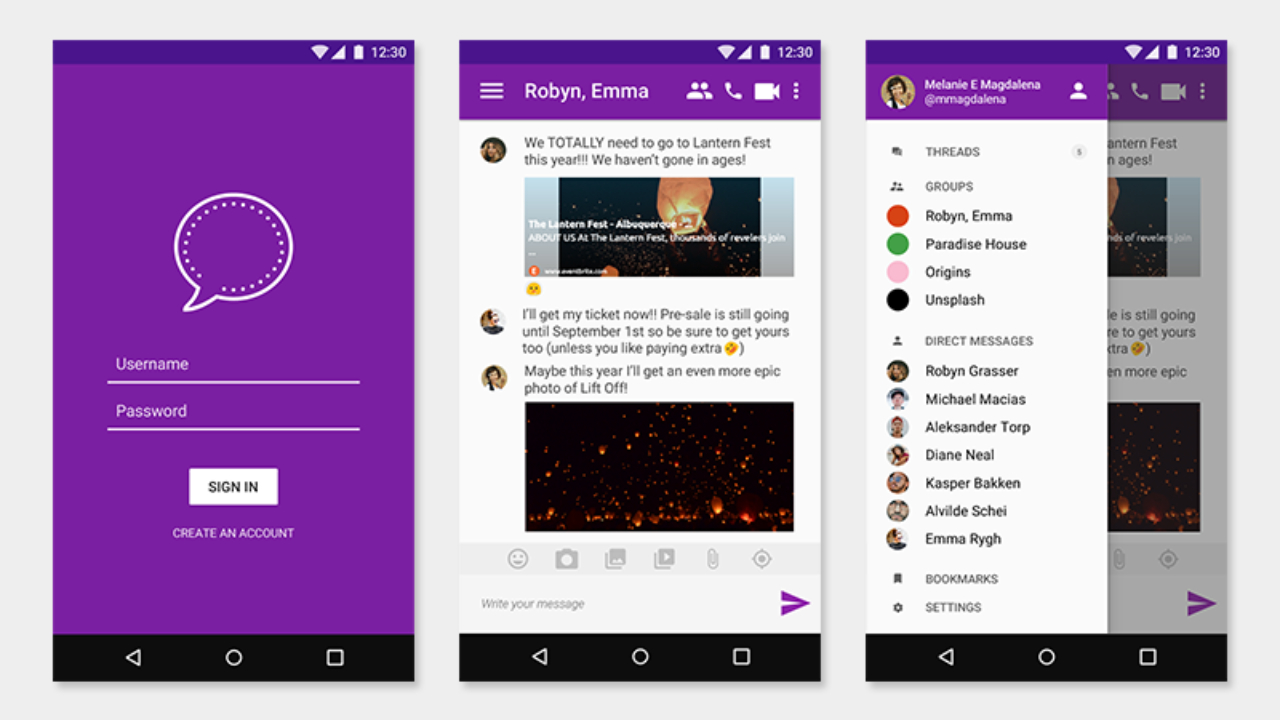 12:30
Username
Password
SIGN IN
CREATE AN ACCOUNT
12:30
Robyn, Emma
We TOTALLY need to go to Lantern Fest
this year!!! We haven't gone in ages!
The Lantern Fest - Albuquerque
ABOUT US At The Lantern Fest, thousands of revelers join
...
E www.eventbrite.com
I'll get my ticket now!! Pre-sale is still going
until September 1st so be sure to get yours
too (unless you like paying extra 🤣)
Maybe this year I'll get an even more epic
photo of Lift Off!
Write your message
12:30
Melanie E Magdalena
@mmagdalena
THREADS
5
GROUPS
Robyn, Emma
Paradise House
Origins
Unsplash
DIRECT MESSAGES
Robyn Grasser
Michael Macias
Aleksander Torp
Diane Neal
Kasper Bakken
Alvilde Schei
Emma Rygh
BOOKMARKS
SETTINGS
antern Fest
n ages!
ds of revelers join
le is still going
re to get yours
xtra 🤣)
en more epic